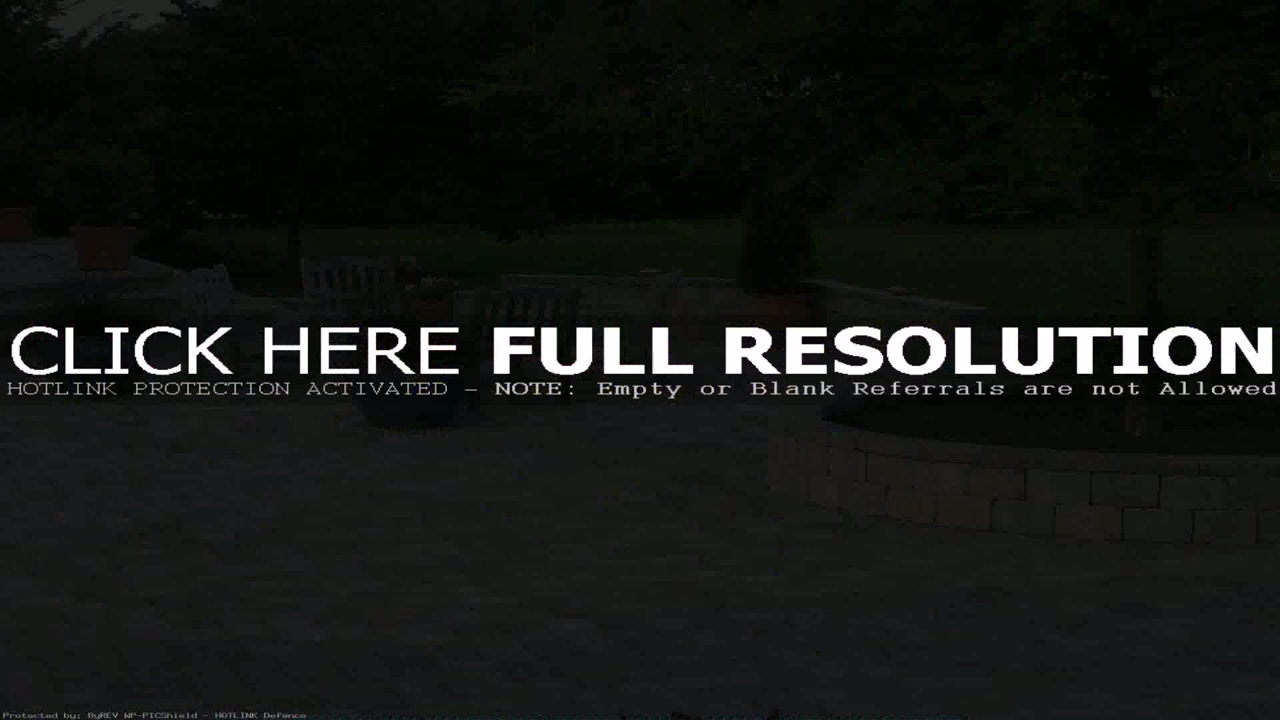 CLICK HERE FULL RESOLUTION
HOTLINK PROTECTION ACTIVATED – NOTE: Empty or Blank Referrals are not Allowed
Protected by: ByREV WP-PICShield – HOTLINK Defence